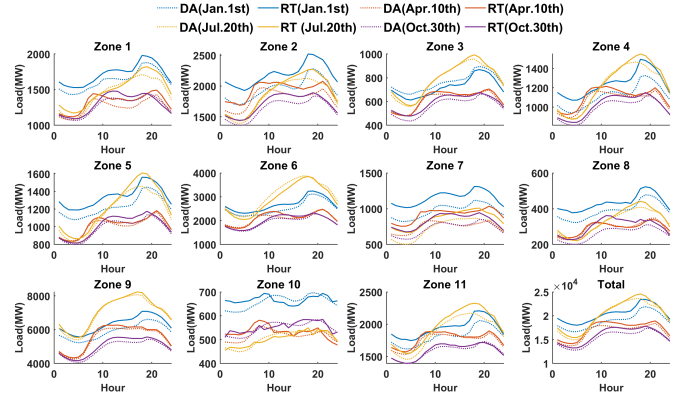 DA(Jan.1st) RT(Jan.1st) DA(Apr.10th) RT(Apr.10th)
DA(Jul.20th) RT (Jul.20th) DA(Oct.30th) RT(Oct.30th)
Zone 1
Load(MW)
2000
1500
1000
0 10 20
Hour
Zone 2
Load(MW)
2500
2000
1500
0 10 20
Hour
Zone 3
Load(MW)
1000
800
600
400
0 10 20
Hour
Zone 4
Load(MW)
1400
1200
1000
0 10 20
Hour
Zone 5
Load(MW)
1600
1400
1200
1000
800
0 10 20
Hour
Zone 6
Load(MW)
4000
3000
2000
1000
0 10 20
Hour
Zone 7
Load(MW)
1500
1000
500
0 10 20
Hour
Zone 8
Load(MW)
600
400
200
0 10 20
Hour
Zone 9
Load(MW)
8000
6000
4000
0 10 20
Hour
Zone 10
Load(MW)
700
600
500
400
0 10 20
Hour
Zone 11
Load(MW)
2500
2000
1500
0 10 20
Hour
Total
×10⁴
Load(MW)
2.5
2
1.5
1
0 10 20
Hour